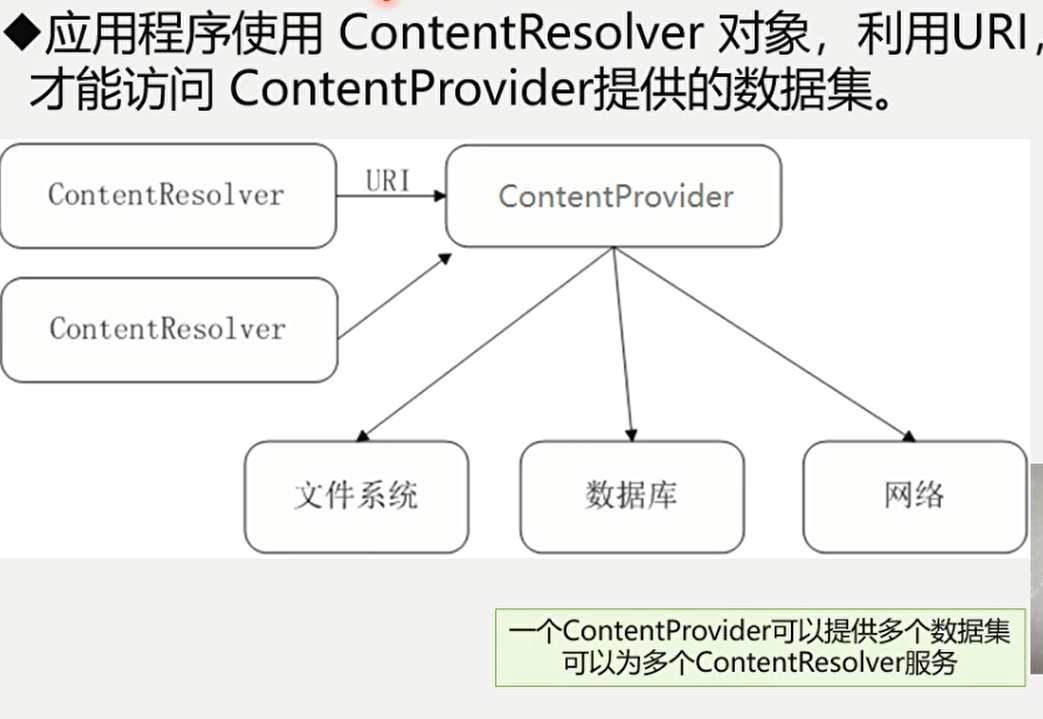 ◆应用程序使用 ContentResolver 对象，利用URI，
才能访问 ContentProvider提供的数据集。
ContentResolver
URI
ContentProvider
ContentResolver
文件系统
数据库
网络
一个ContentProvider可以提供多个数据集
可以为多个ContentResolver服务